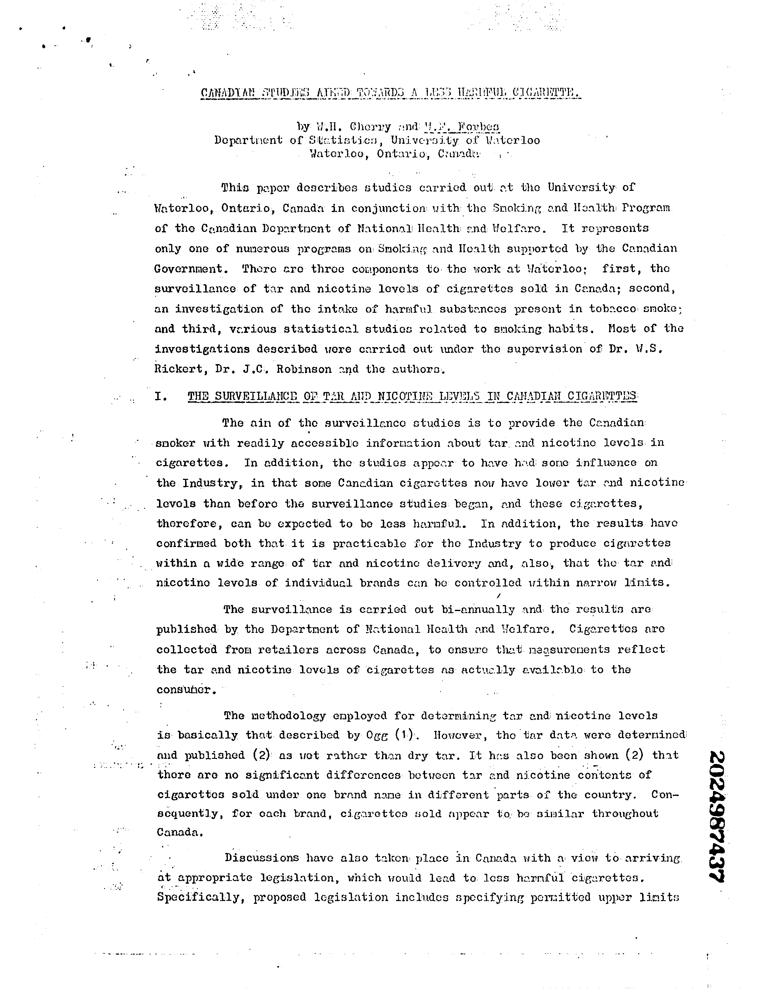 CANADIAN STUDIES AIMED TOWARDS A LESS HARMFUL CIGARETTE.
by W.H. Cherry and W.F. Forbes
Department of Statistics, University of Waterloo
Waterloo, Ontario, Canada
This paper describes studies carried out at the University of
Waterloo, Ontario, Canada in conjunction with the Smoking and Health Program
of the Canadian Department of National Health and Welfare. It represents
only one of numerous programs on Smoking and Health supported by the Canadian
Government. There are three components to the work at Waterloo; first, the
surveillance of tar and nicotine levels of cigarettes sold in Canada; second,
an investigation of the intake of harmful substances present in tobacco smoke;
and third, various statistical studies related to smoking habits. Most of the
investigations described were carried out under the supervision of Dr. W.S.
Rickert, Dr. J.C. Robinson and the authors.
I. THE SURVEILLANCE OF TAR AND NICOTINE LEVELS IN CANADIAN CIGARETTES
The aim of the surveillance studies is to provide the Canadian
smoker with readily accessible information about tar and nicotine levels in
cigarettes. In addition, the studies appear to have had some influence on
the Industry, in that some Canadian cigarettes now have lower tar and nicotine
levels than before the surveillance studies began, and these cigarettes,
therefore, can be expected to be less harmful. In addition, the results have
confirmed both that it is practicable for the Industry to produce cigarettes
within a wide range of tar and nicotine delivery and, also, that the tar and
nicotine levels of individual brands can be controlled within narrow limits.
The surveillance is carried out bi-annually and the results are
published by the Department of National Health and Welfare. Cigarettes are
collected from retailers across Canada, to ensure that measurements reflect
the tar and nicotine levels of cigarettes as actually available to the
consumer.
The methodology employed for determining tar and nicotine levels
is basically that described by Ogg (1). However, the tar data were determined
and published (2) as wet rather than dry tar. It has also been shown (2) that
there are no significant differences between tar and nicotine contents of
cigarettes sold under one brand name in different parts of the country. Con-
sequently, for each brand, cigarettes sold appear to be similar throughout
Canada.
Discussions have also taken place in Canada with a view to arriving
at appropriate legislation, which would lead to less harmful cigarettes.
Specifically, proposed legislation includes specifying permitted upper limits
2024987437